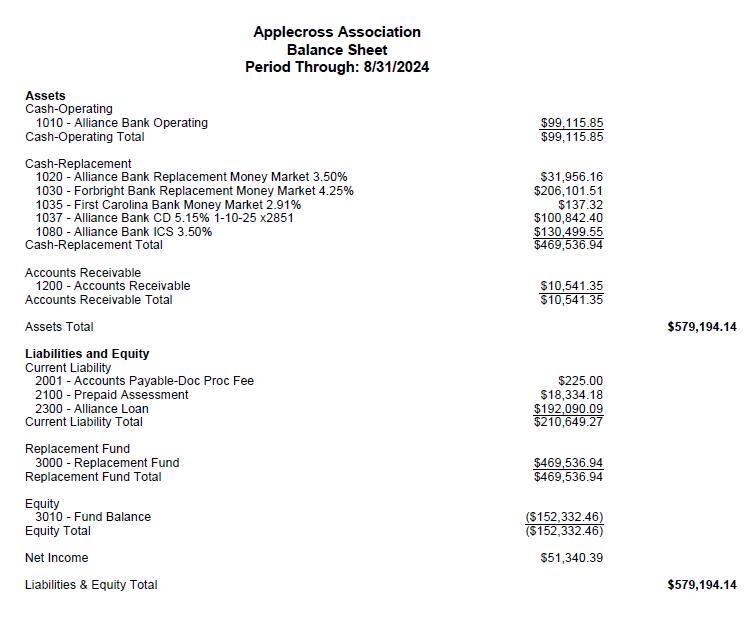 Applecross Association
Balance Sheet
Period Through: 8/31/2024
Assets
Cash-Operating
1010 - Alliance Bank Operating $99,115.85
Cash-Operating Total $99,115.85
Cash-Replacement
1020 - Alliance Bank Replacement Money Market 3.50% $31,956.16
1030 - Forbright Bank Replacement Money Market 4.25% $206,101.51
1035 - First Carolina Bank Money Market 2.91% $137.32
1037 - Alliance Bank CD 5.15% 1-10-25 x2851 $100,842.40
1080 - Alliance Bank ICS 3.50% $130,499.55
Cash-Replacement Total $469,536.94
Accounts Receivable
1200 - Accounts Receivable $10,541.35
Accounts Receivable Total $10,541.35
Assets Total $579,194.14
Liabilities and Equity
Current Liability
2001 - Accounts Payable-Doc Proc Fee $225.00
2100 - Prepaid Assessment $18,334.18
2300 - Alliance Loan $192,090.09
Current Liability Total $210,649.27
Replacement Fund
3000 - Replacement Fund $469,536.94
Replacement Fund Total $469,536.94
Equity
3010 - Fund Balance ($152,332.46)
Equity Total ($152,332.46)
Net Income $51,340.39
Liabilities & Equity Total $579,194.14